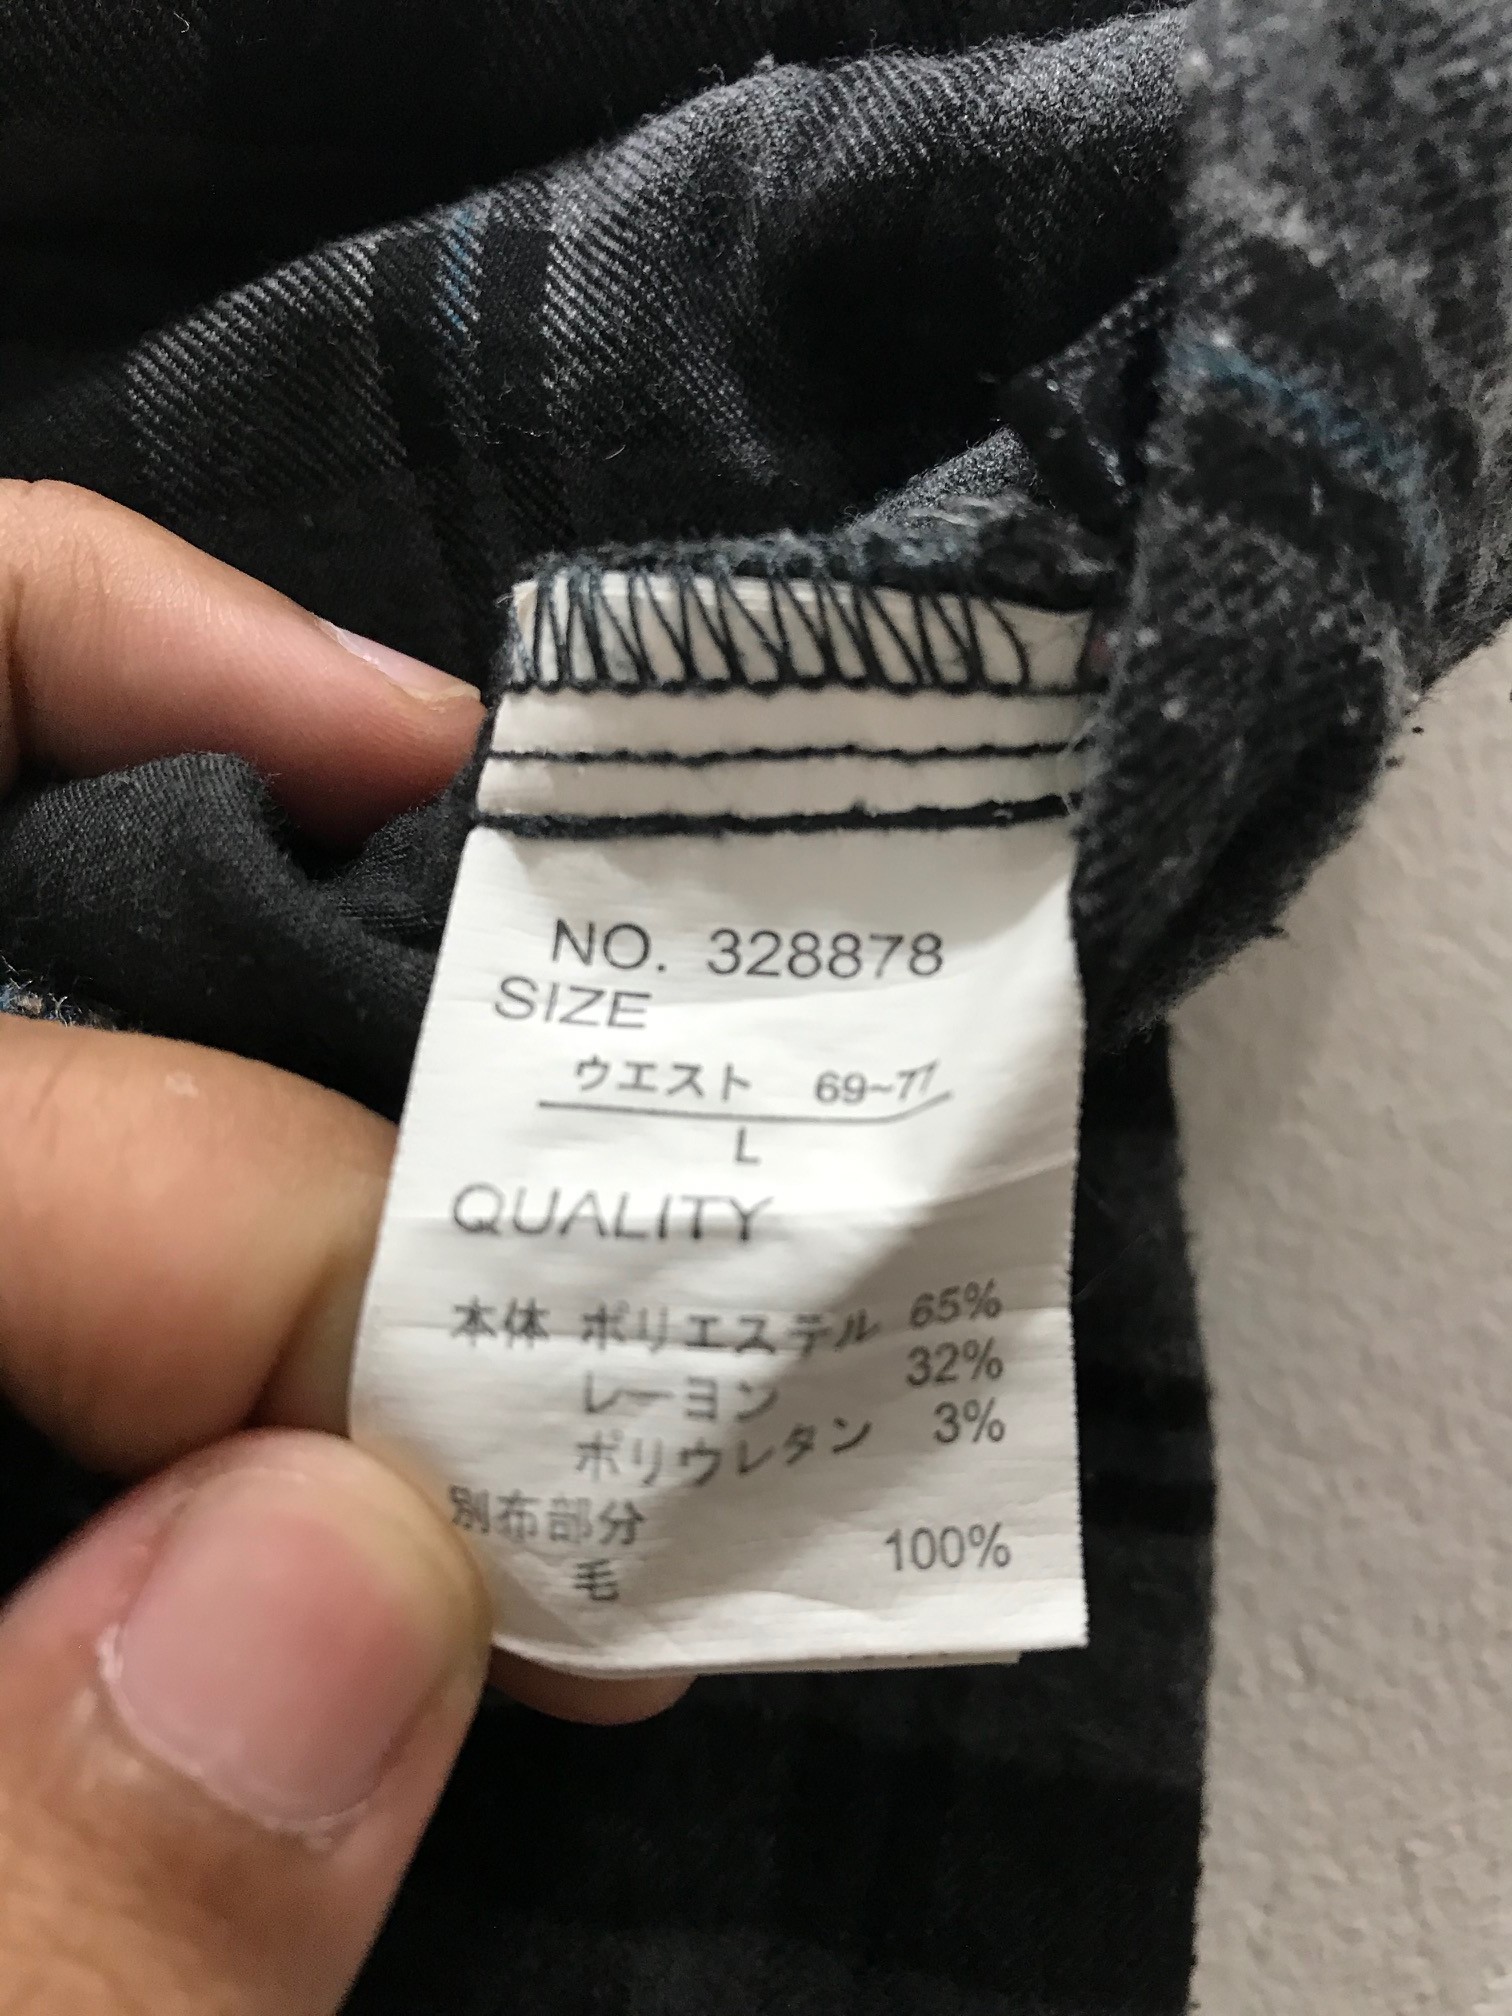 NO. 328878
SIZE
ウエスト 69~77
L
QUALITY
本体 ポリエステル 65%
レーヨン 32%
ポリウレタン 3%
別布部分
毛 100%